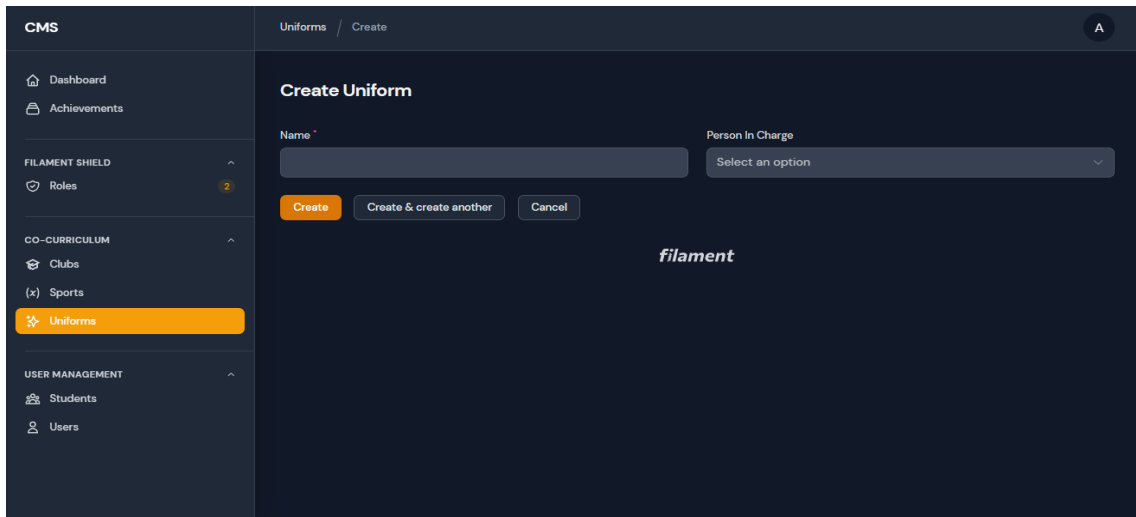 CMS
Uniforms / Create
A
Dashboard
Achievements
FILAMENT SHIELD
Roles 2
CO-CURRICULUM
Clubs
(x) Sports
Uniforms
USER MANAGEMENT
Students
Users
Create Uniform
Name *
Person In Charge
Select an option
Create
Create & create another
Cancel
filament